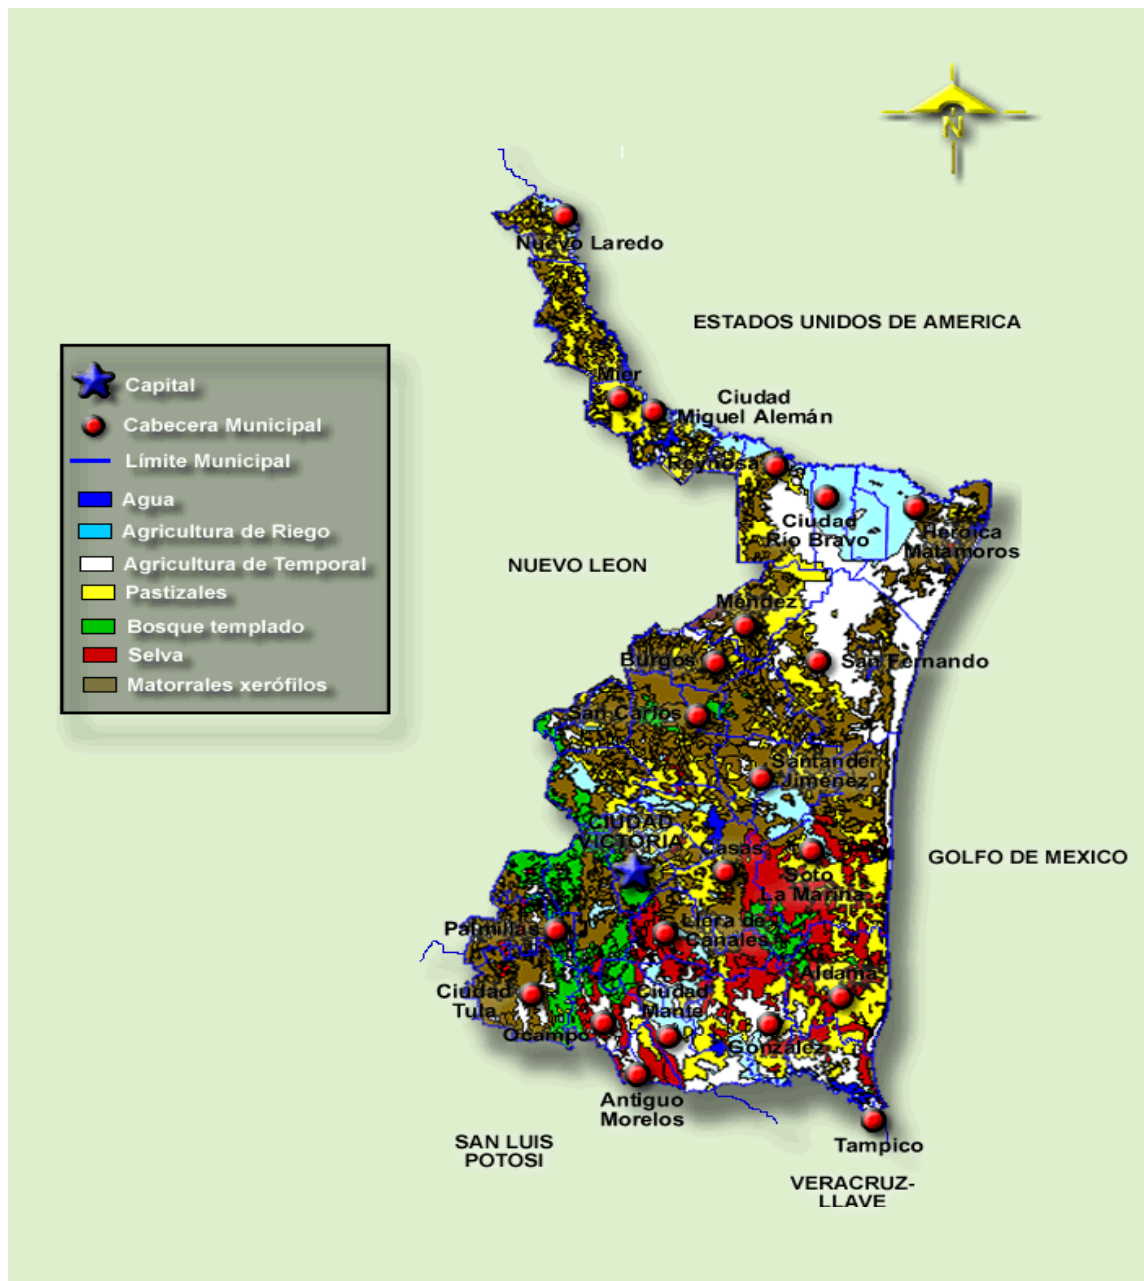 N
Nuevo Laredo
ESTADOS UNIDOS DE AMERICA
Capital
Cabecera Municipal
Límite Municipal
Agua
Agricultura de Riego
Agricultura de Temporal
Pastizales
Bosque templado
Selva
Matorrales xerófilos
Mier
Ciudad
Miguel Alemán
Reynosa
Ciudad
Río Bravo
Heroica
Matamoros
NUEVO LEON
Méndez
Burgos
San Fernando
San Carlos
Santander
Jiménez
CIUDAD
VICTORIA
Casas
Soto
La Marina
GOLFO DE MEXICO
Palmillas
Llera de
Canales
Aldama
Ciudad
Tula
Ciudad
Mante
Ocampo
González
Antiguo
Morelos
Tampico
SAN LUIS
POTOSI
VERACRUZ-
LLAVE